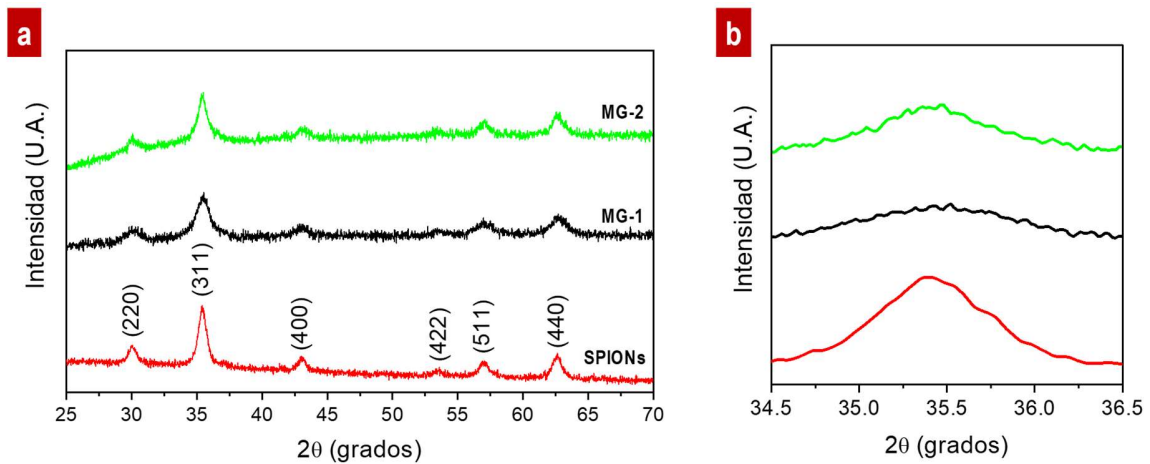 a
Intensidad (U.A.)
MG-2
MG-1
SPIONs
(220)
(311)
(400)
(422)
(511)
(440)
25 30 35 40 45 50 55 60 65 70
2θ (grados)
b
Intensidad (U.A.)
34.5 35.0 35.5 36.0 36.5
2θ (grados)